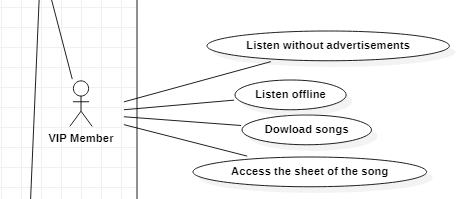 Listen without advertisements
Listen offline
VIP Member
Dowload songs
Access the sheet of the song